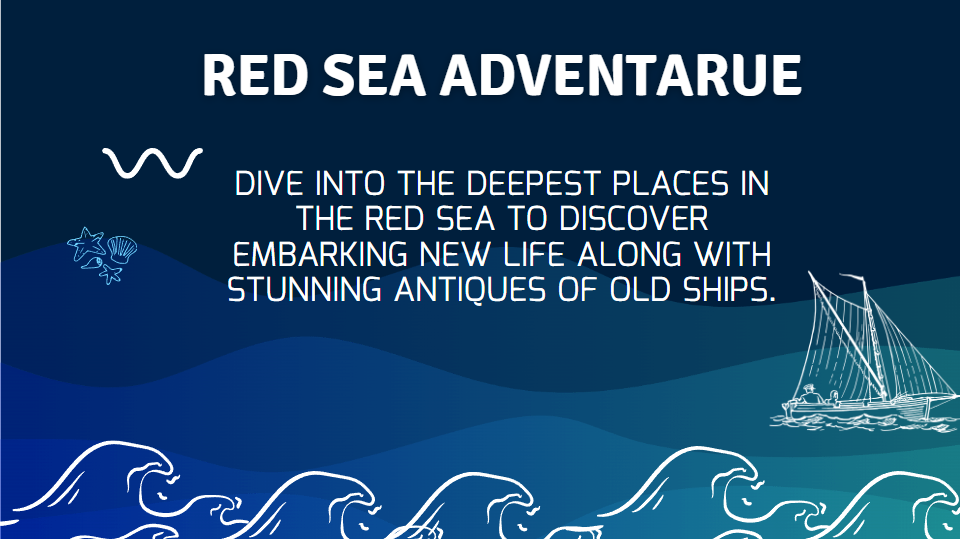 RED SEA ADVENTARUE
DIVE INTO THE DEEPEST PLACES IN
THE RED SEA TO DISCOVER
EMBARKING NEW LIFE ALONG WITH
STUNNING ANTIQUES OF OLD SHIPS.